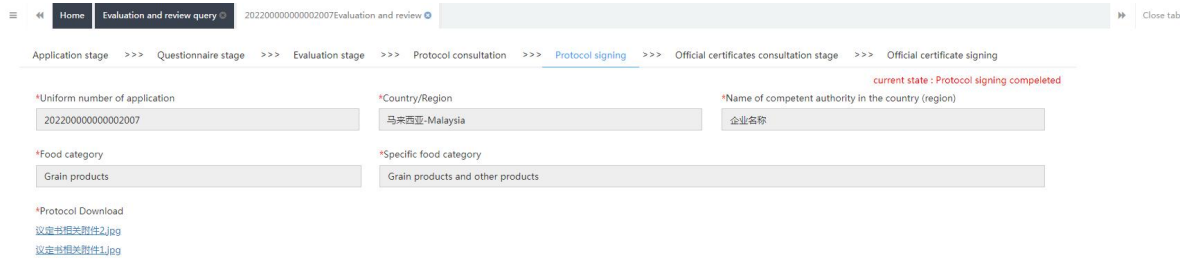 Home Evaluation and review query 202200000000002007Evaluation and review Close tab
Application stage >>> Questionnaire stage >>> Evaluation stage >>> Protocol consultation >>> Protocol signing >>> Official certificates consultation stage >>> Official certificate signing
current state : Protocol signing compeleted
*Uniform number of application *Country/Region *Name of competent authority in the country (region)
202200000000002007 马来西亚-Malaysia 企业名称
*Food category *Specific food category
Grain products Grain products and other products
*Protocol Download
议定书相关附件2.jpg
议定书相关附件1.jpg